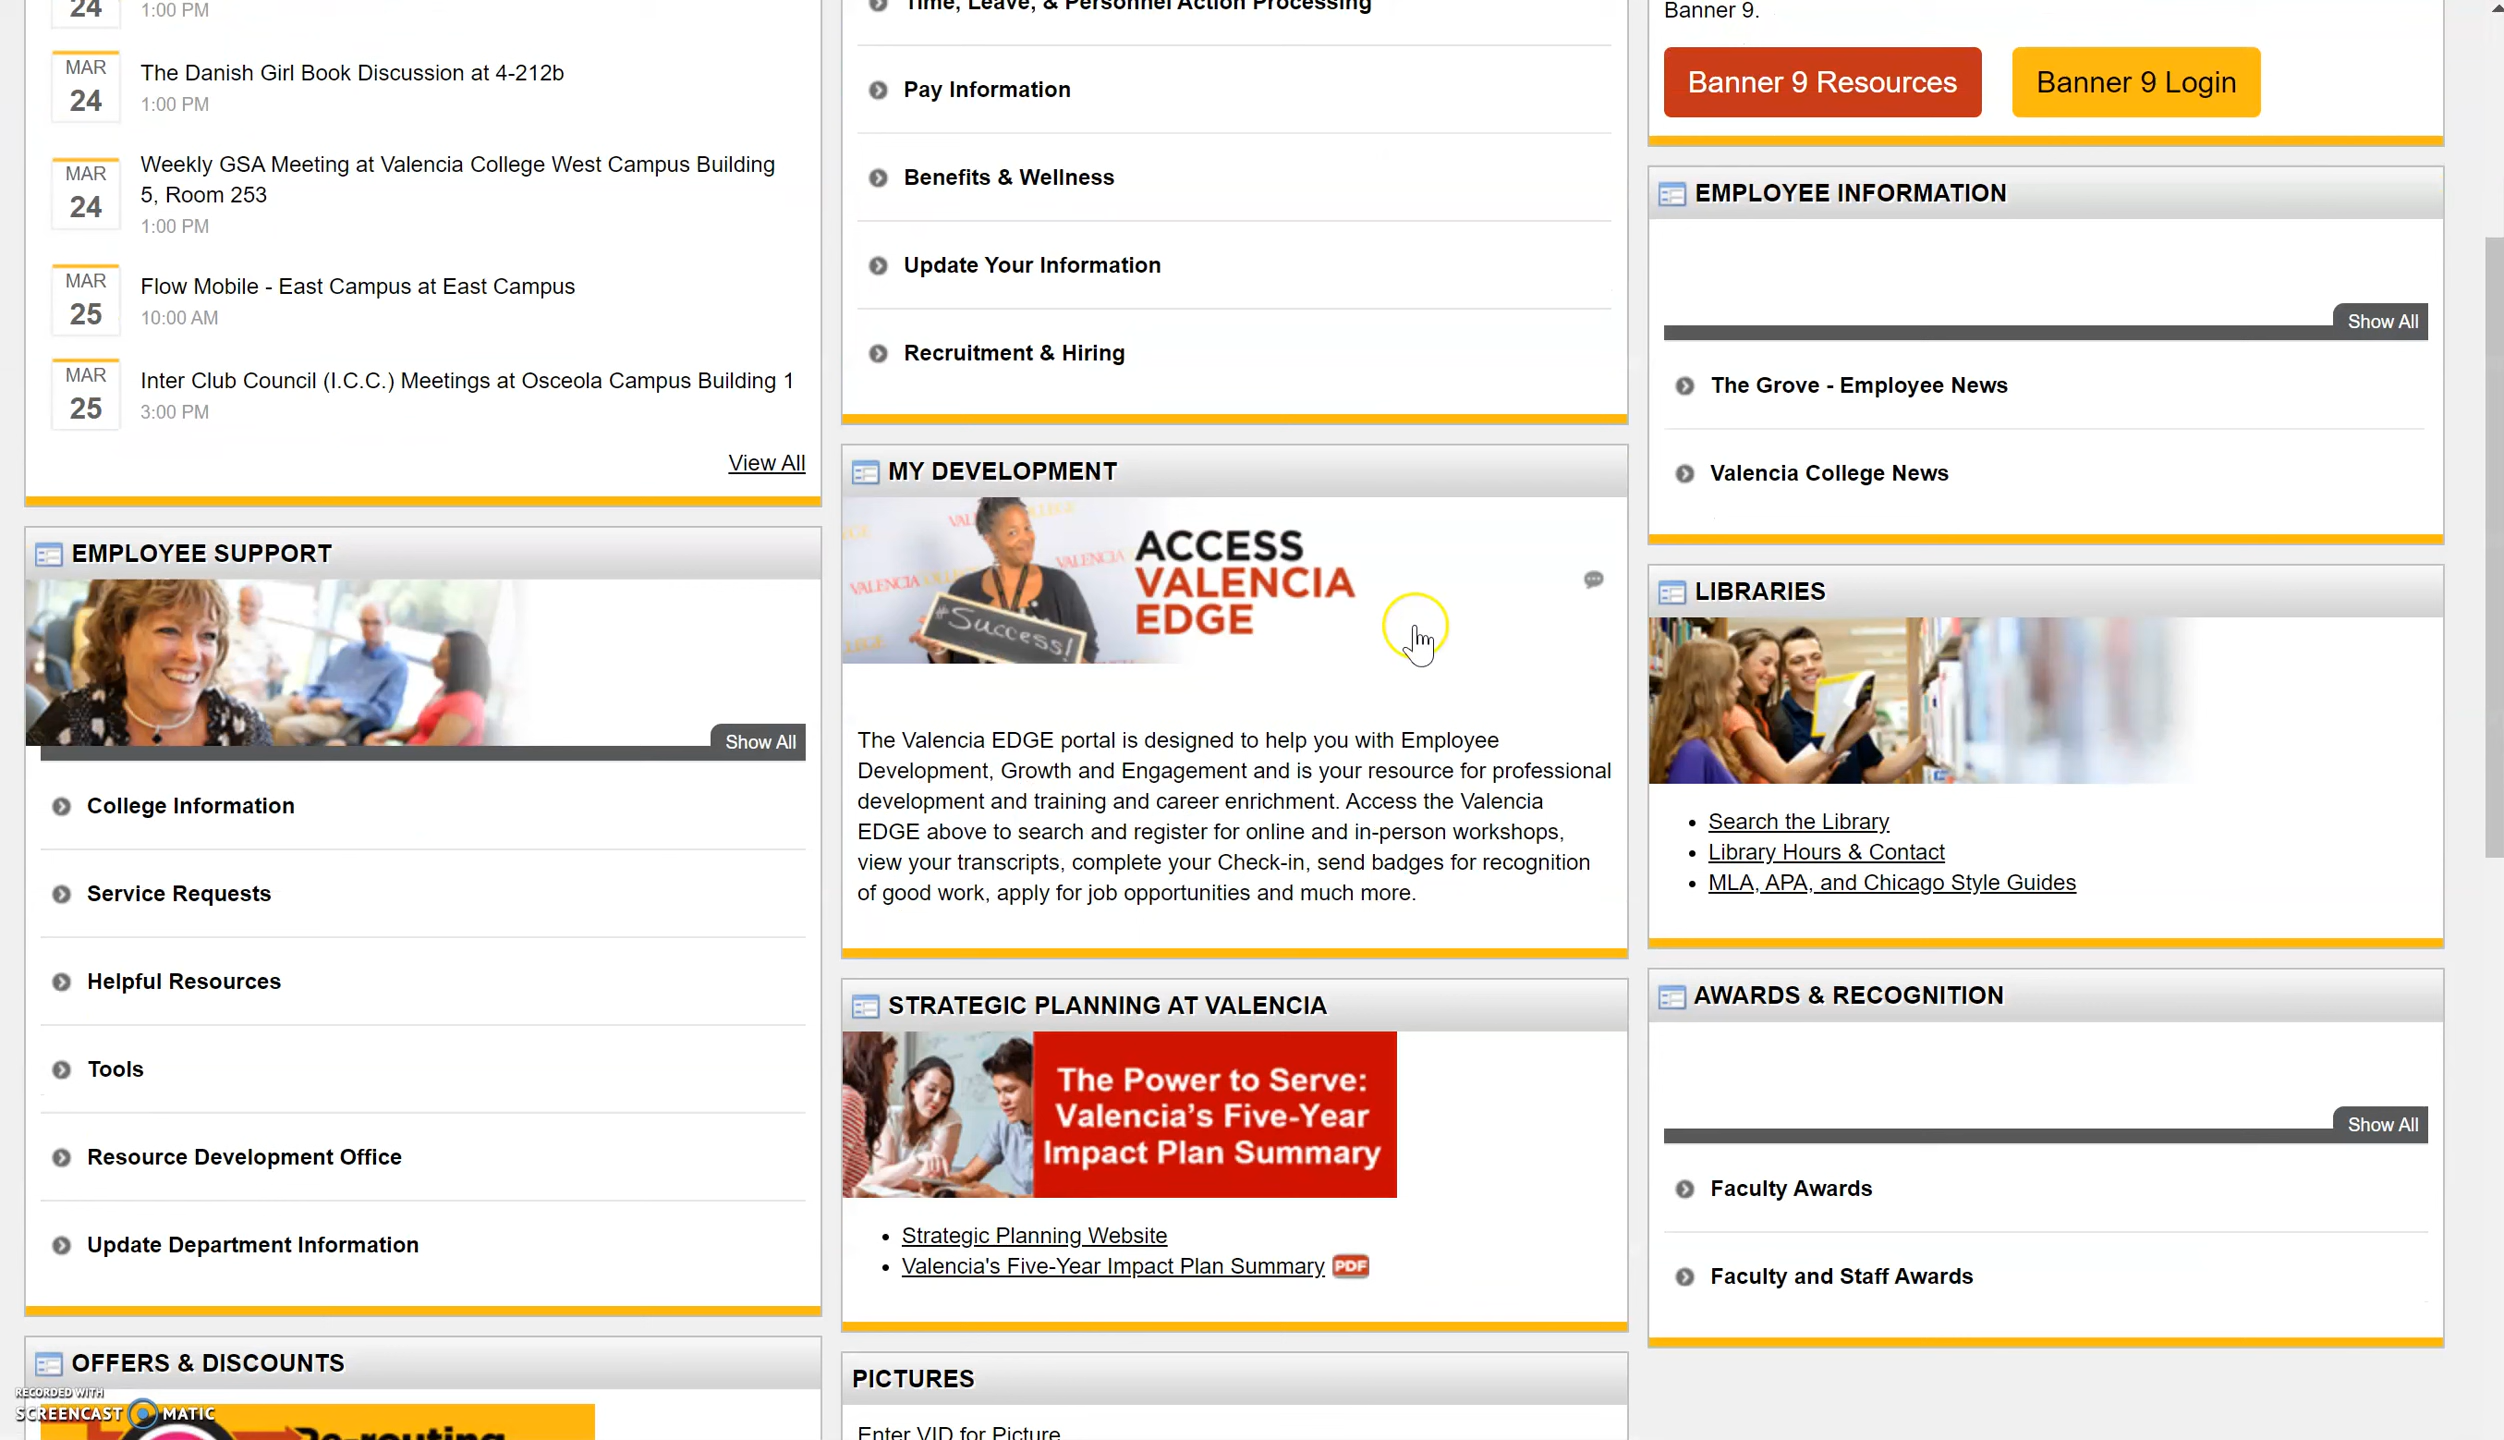 24
1:00 PM
MAR
24
The Danish Girl Book Discussion at 4-212b
1:00 PM
MAR
24
Weekly GSA Meeting at Valencia College West Campus Building
5, Room 253
1:00 PM
MAR
25
Flow Mobile - East Campus at East Campus
10:00 AM
MAR
25
Inter Club Council (I.C.C.) Meetings at Osceola Campus Building 1
3:00 PM
View All
EMPLOYEE SUPPORT
Show All
College Information
Service Requests
Helpful Resources
Tools
Resource Development Office
Update Department Information
OFFERS & DISCOUNTS
RECORDED WITH
SCREENCAST MATIC
Re-routing
Time, Leave, & Personnel Action Processing
Pay Information
Benefits & Wellness
Update Your Information
Recruitment & Hiring
MY DEVELOPMENT
VALENCIA
#Success!
ACCESS
VALENCIA
EDGE
The Valencia EDGE portal is designed to help you with Employee
Development, Growth and Engagement and is your resource for professional
development and training and career enrichment. Access the Valencia
EDGE above to search and register for online and in-person workshops,
view your transcripts, complete your Check-in, send badges for recognition
of good work, apply for job opportunities and much more.
STRATEGIC PLANNING AT VALENCIA
The Power to Serve:
Valencia's Five-Year
Impact Plan Summary
Strategic Planning Website
Valencia's Five-Year Impact Plan Summary PDF
PICTURES
Enter VID for Picture
Banner 9.
Banner 9 Resources
Banner 9 Login
EMPLOYEE INFORMATION
Show All
The Grove - Employee News
Valencia College News
LIBRARIES
Search the Library
Library Hours & Contact
MLA, APA, and Chicago Style Guides
AWARDS & RECOGNITION
Show All
Faculty Awards
Faculty and Staff Awards